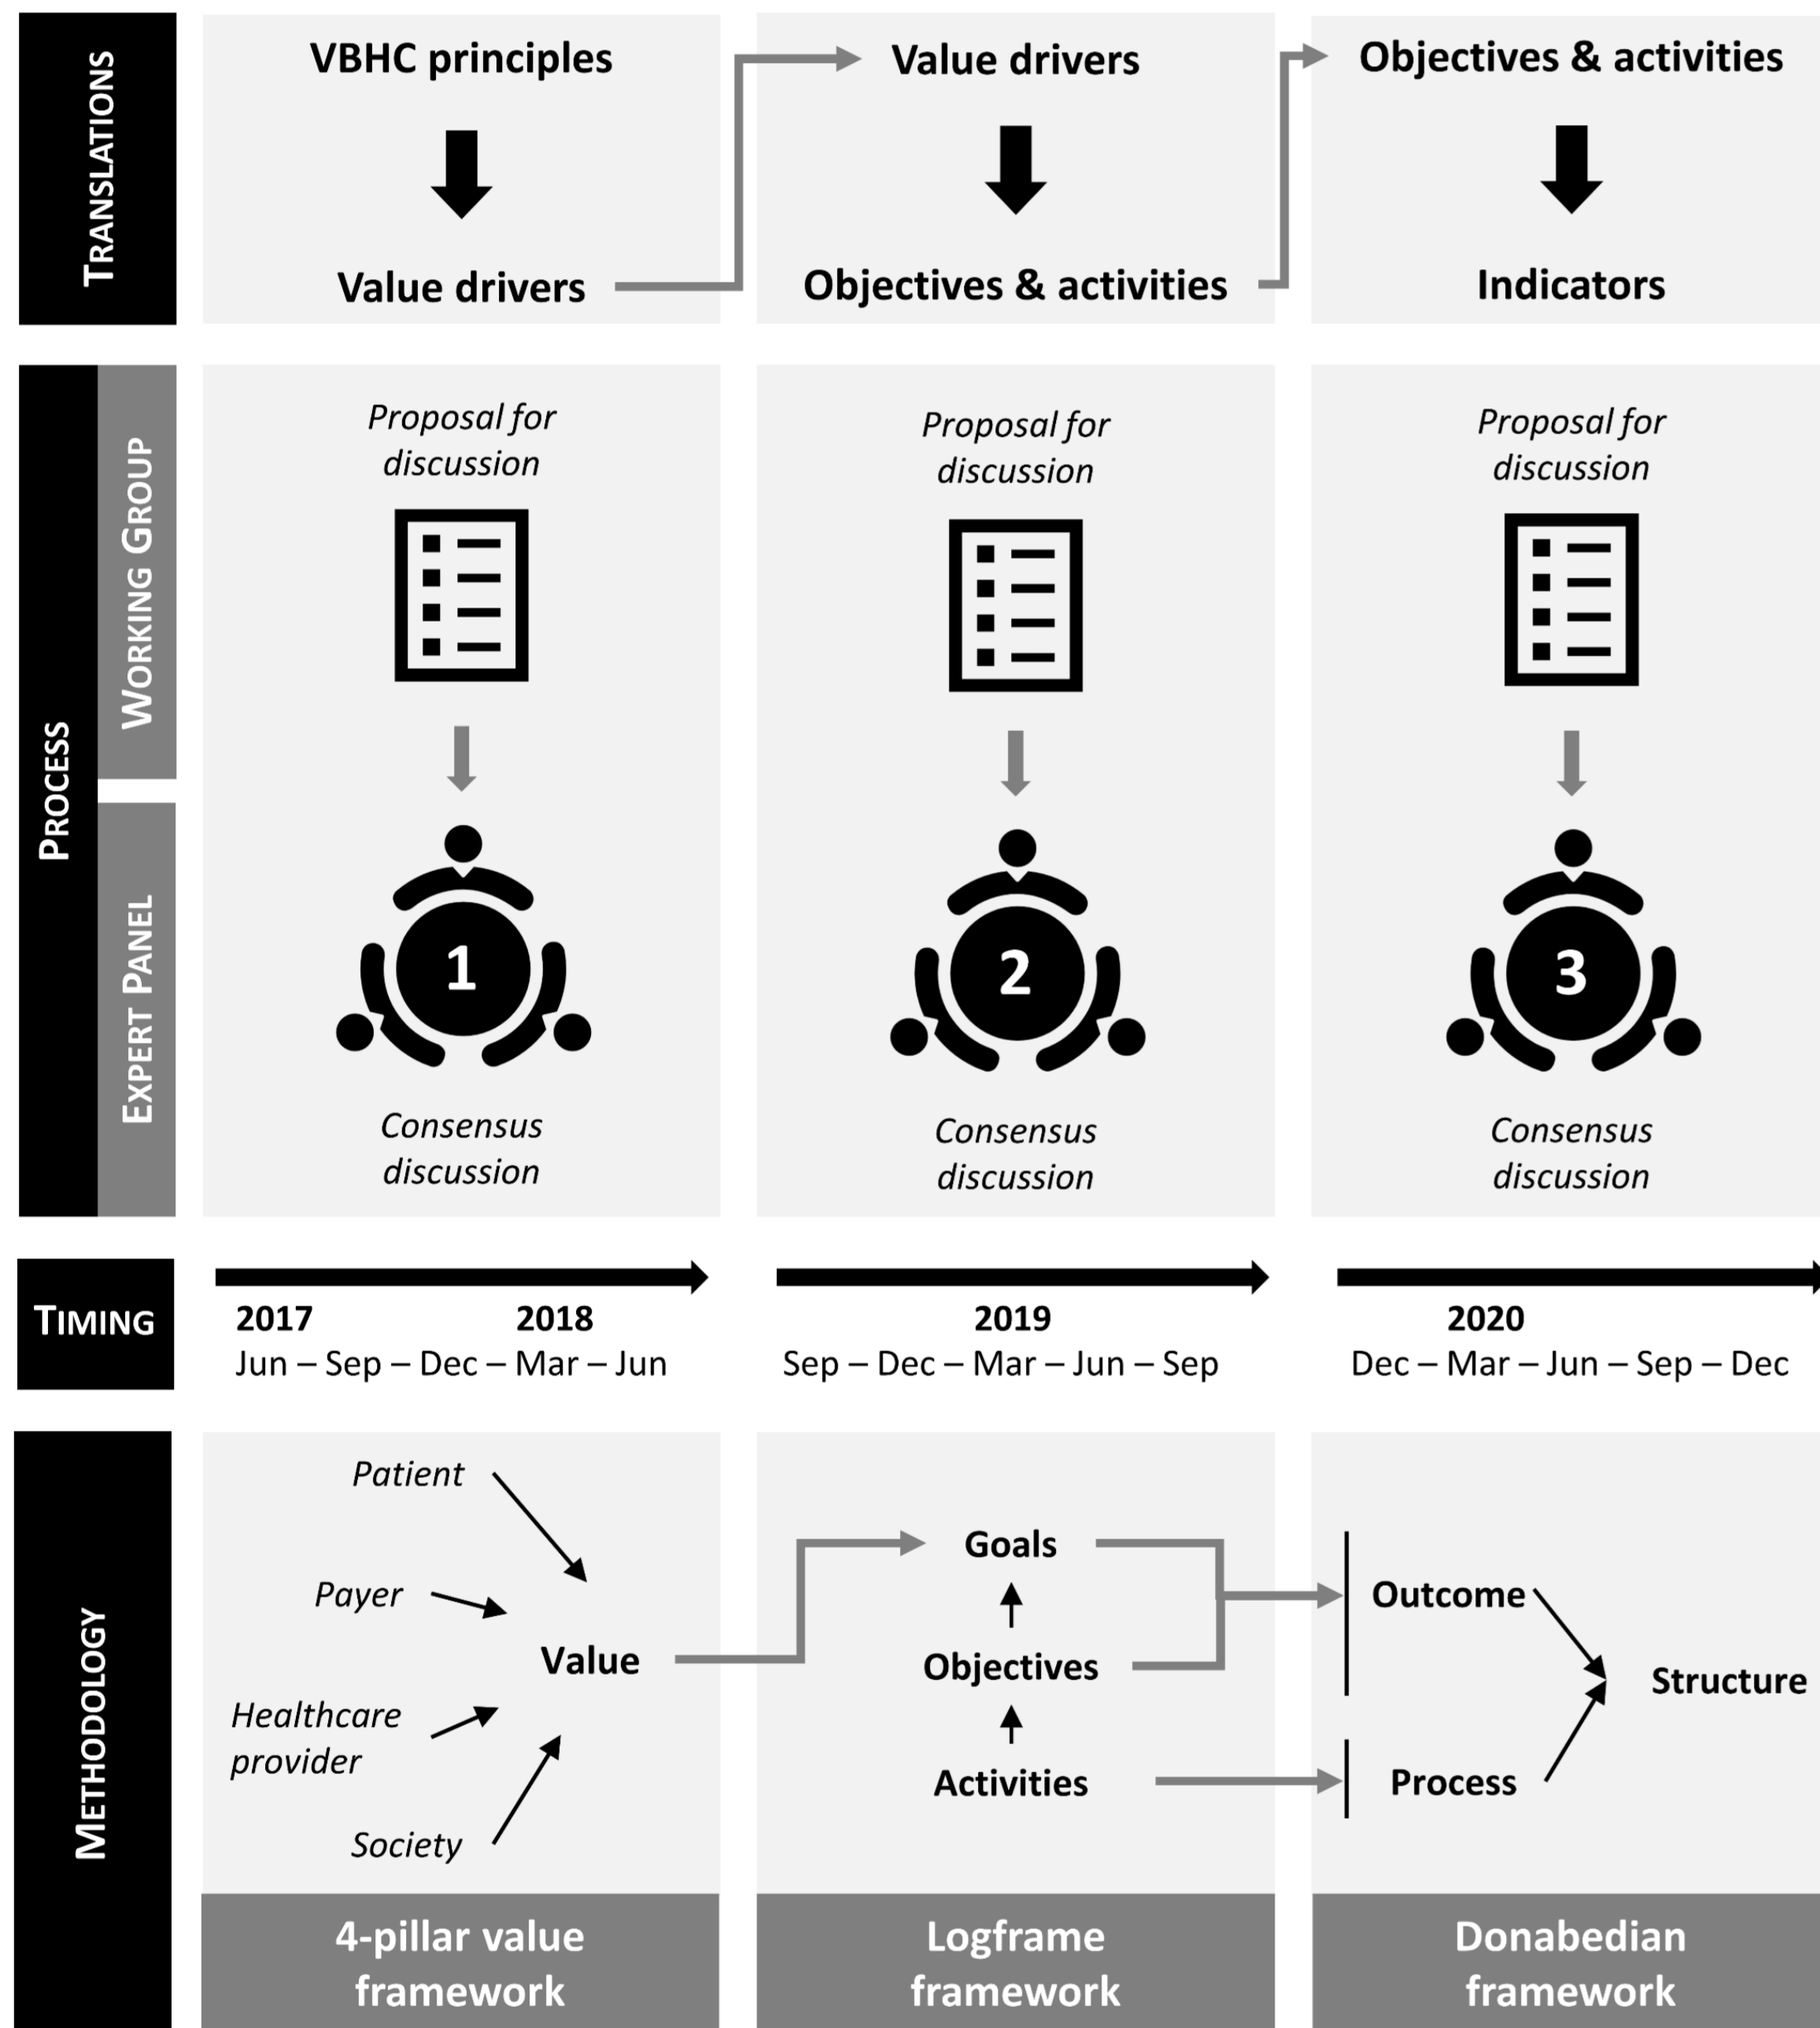 TRANSLATIONS
VBHC principles
Value drivers
Value drivers
Objectives & activities
Objectives & activities
Indicators
PROCESS
WORKING GROUP
EXPERT PANEL
Proposal for
discussion
1
Consensus
discussion
Proposal for
discussion
2
Consensus
discussion
Proposal for
discussion
3
Consensus
discussion
TIMING
2017 2018
Jun – Sep – Dec – Mar – Jun
2019
Sep – Dec – Mar – Jun – Sep
2020
Dec – Mar – Jun – Sep – Dec
METHODOLOGY
Patient
Payer
Value
Healthcare
provider
Society
4-pillar value
framework
Goals
Objectives
Activities
Logframe
framework
Outcome
Structure
Process
Donabedian
framework